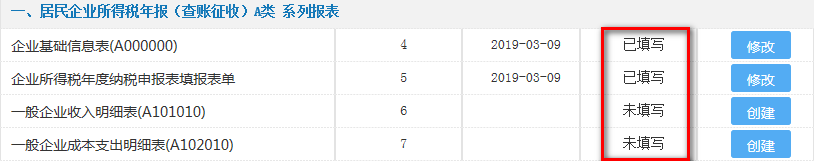 一、居民企业所得税年报（查账征收）A类 系列报表
企业基础信息表(A000000) 4 2019-03-09 已填写 修改
企业所得税年度纳税申报表填报表单 5 2019-03-09 已填写 修改
一般企业收入明细表(A101010) 6 未填写 创建
一般企业成本支出明细表(A102010) 7 未填写 创建